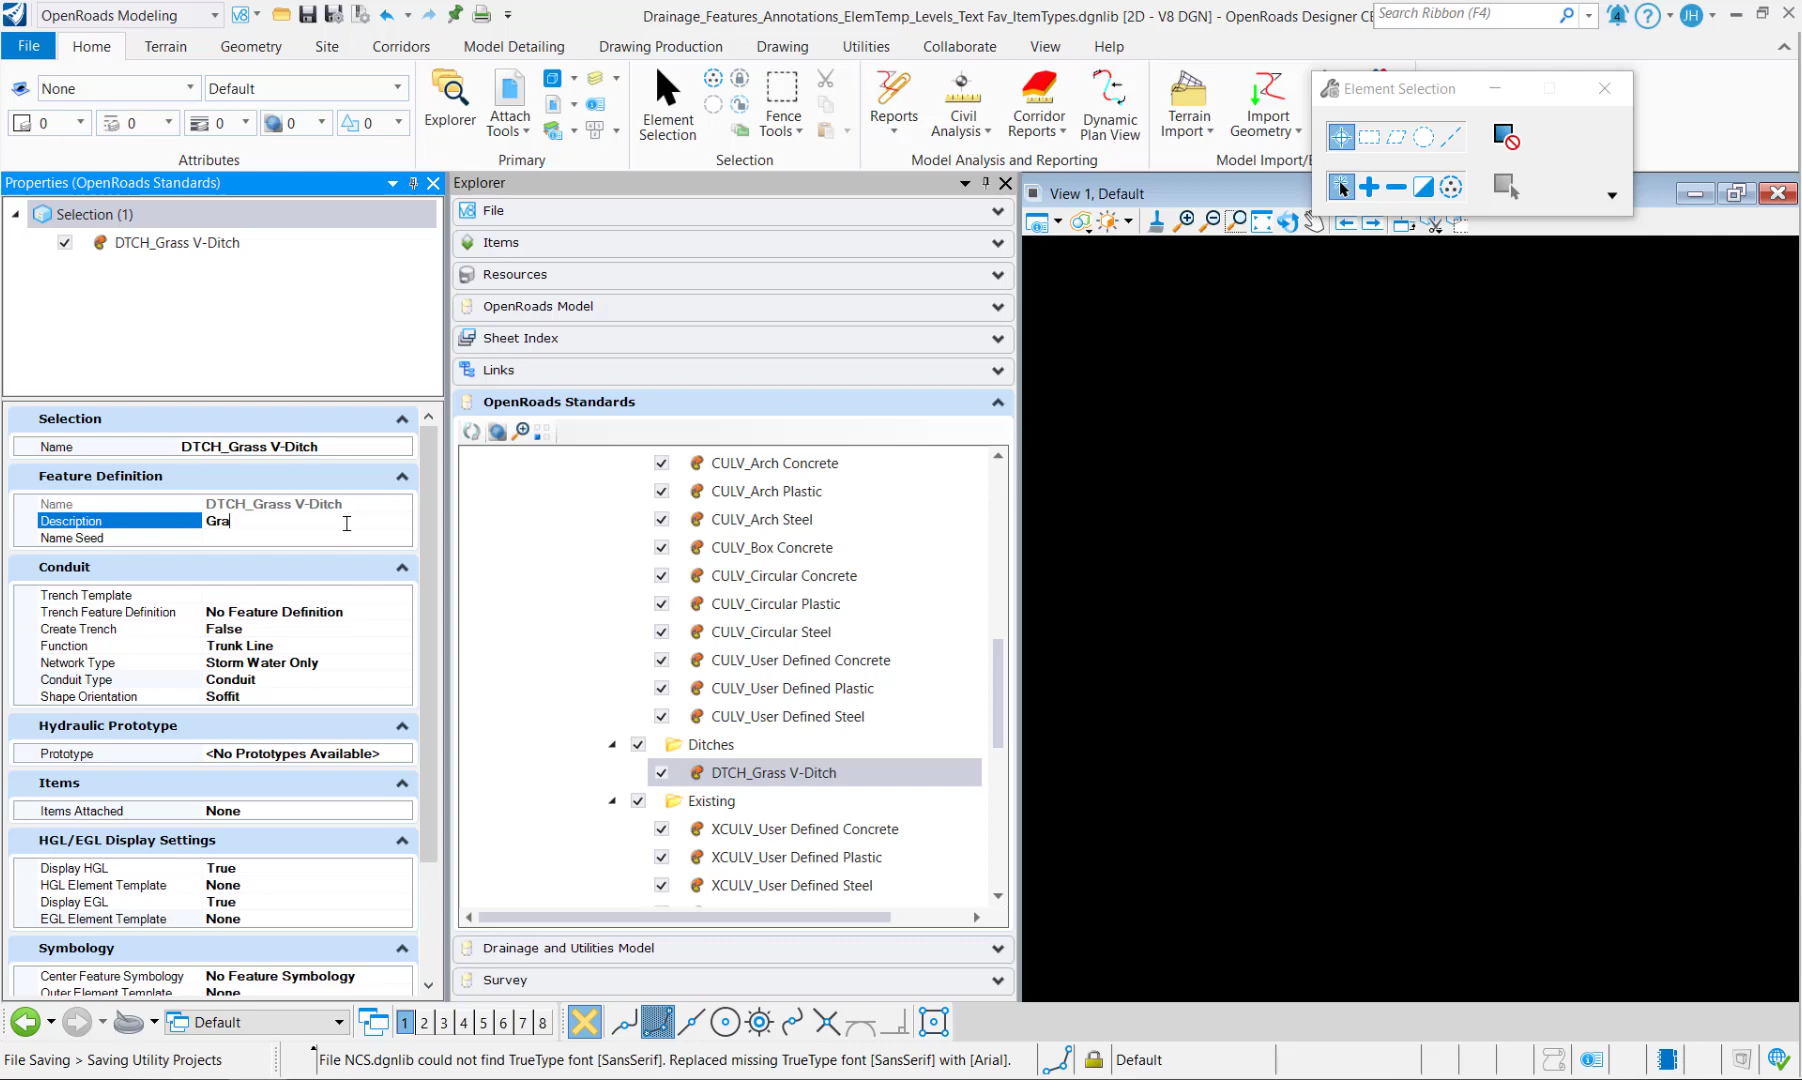 OpenRoads Modeling
Drainage_Features_Annotations_ElemTemp_Levels_Text Fav_ItemTypes.dgnlib [2D - V8 DGN] - OpenRoads Designer CE
Search Ribbon (F4)
JH
File Home Terrain Geometry Site Corridors Model Detailing Drawing Production Drawing Utilities Collaborate View Help
None Default
0 0 0 0 0
Attributes
Explorer
Attach Tools
Primary
Element Selection
Fence Tools
Selection
Reports
Civil Analysis
Corridor Reports
Dynamic Plan View
Model Analysis and Reporting
Terrain Import
Import Geometry
Element Selection
Properties (OpenRoads Standards)
Selection (1)
DTCH_Grass V-Ditch
Selection
Name DTCH_Grass V-Ditch
Feature Definition
Name DTCH_Grass V-Ditch
Description Gra
Name Seed
Conduit
Trench Template
Trench Feature Definition No Feature Definition
Create Trench False
Function Trunk Line
Network Type Storm Water Only
Conduit Type Conduit
Shape Orientation Soffit
Hydraulic Prototype
Prototype <No Prototypes Available>
Items
Items Attached None
HGL/EGL Display Settings
Display HGL True
HGL Element Template None
Display EGL True
EGL Element Template None
Symbology
Center Feature Symbology No Feature Symbology
Outer Element Template None
Explorer
File
Items
Resources
OpenRoads Model
Sheet Index
Links
OpenRoads Standards
CULV_Arch Concrete
CULV_Arch Plastic
CULV_Arch Steel
CULV_Box Concrete
CULV_Circular Concrete
CULV_Circular Plastic
CULV_Circular Steel
CULV_User Defined Concrete
CULV_User Defined Plastic
CULV_User Defined Steel
Ditches
DTCH_Grass V-Ditch
Existing
XCULV_User Defined Concrete
XCULV_User Defined Plastic
XCULV_User Defined Steel
Drainage and Utilities Model
Survey
View 1, Default
Default
1 2 3 4 5 6 7 8
File Saving > Saving Utility Projects
File NCS.dgnlib could not find TrueType font [SansSerif]. Replaced missing TrueType font [SansSerif] with [Arial].
Default